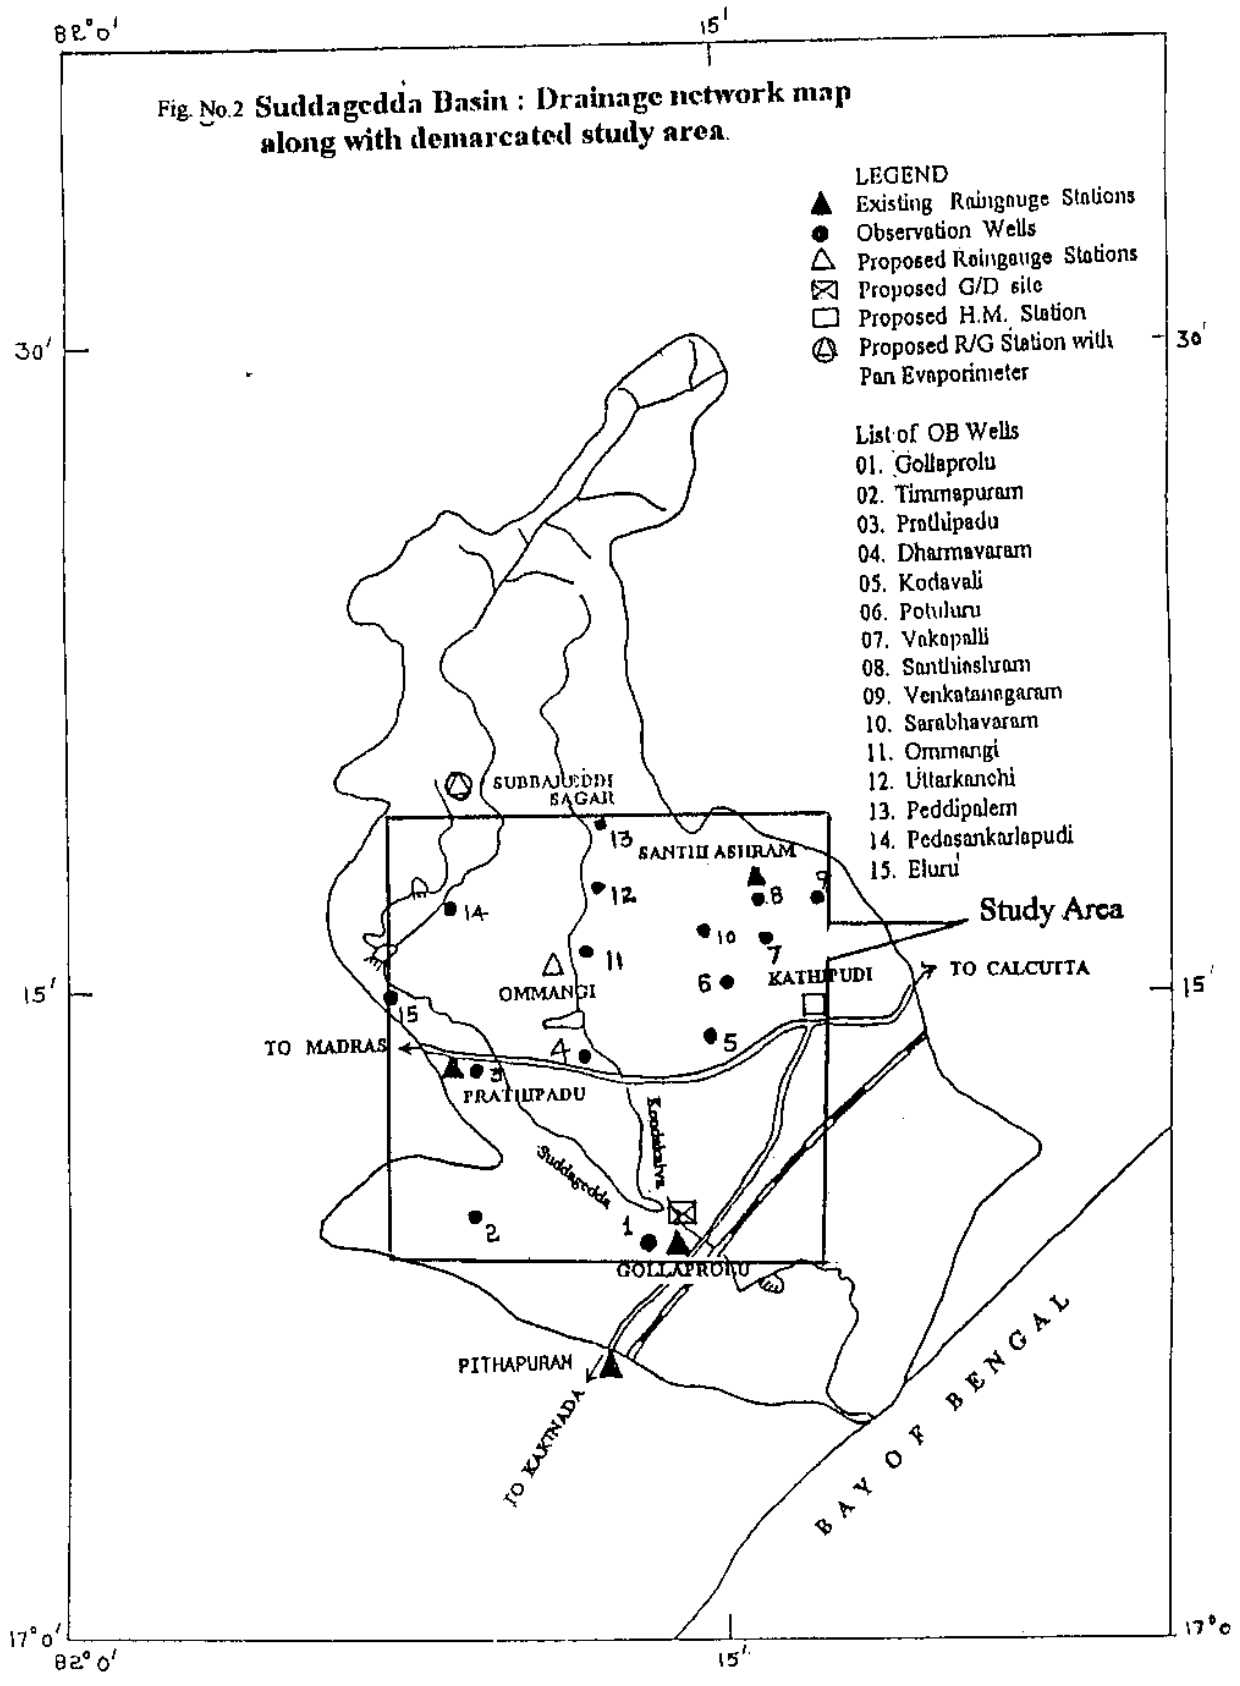 82°0'
15'
Fig. No.2 Suddagedda Basin : Drainage network map
along with demarcated study area.
LEGEND
Existing Raingauge Stations
Observation Wells
Proposed Raingauge Stations
Proposed G/D site
Proposed H.M. Station
Proposed R/G Station with
Pan Evaporimeter
30'
30'
List of OB Wells
01. Gollaprolu
02. Timmapuram
03. Prathipadu
04. Dharmavaram
05. Kodavali
06. Potuluru
07. Vakapalli
08. Santhiashram
09. Venkatanagaram
10. Sarabhavaram
11. Ommangi
12. Uttarkanchi
13. Peddipalem
14. Pedasankarlapudi
15. Eluru
SUBBAREDDI
SAGAR
13
SANTHI ASHRAM
12
8
9
14
Study Area
10
7
11
6
KATHIPUDI
TO CALCUTTA
OMMANGI
15'
15'
15
5
TO MADRAS
4
3
PRATHIPADU
Suddagedda
2
1
GOLLAPROLU
PITHAPURAM
TO KAKINADA
BAY OF BENGAL
17°0'
17°0
82°0'
15'